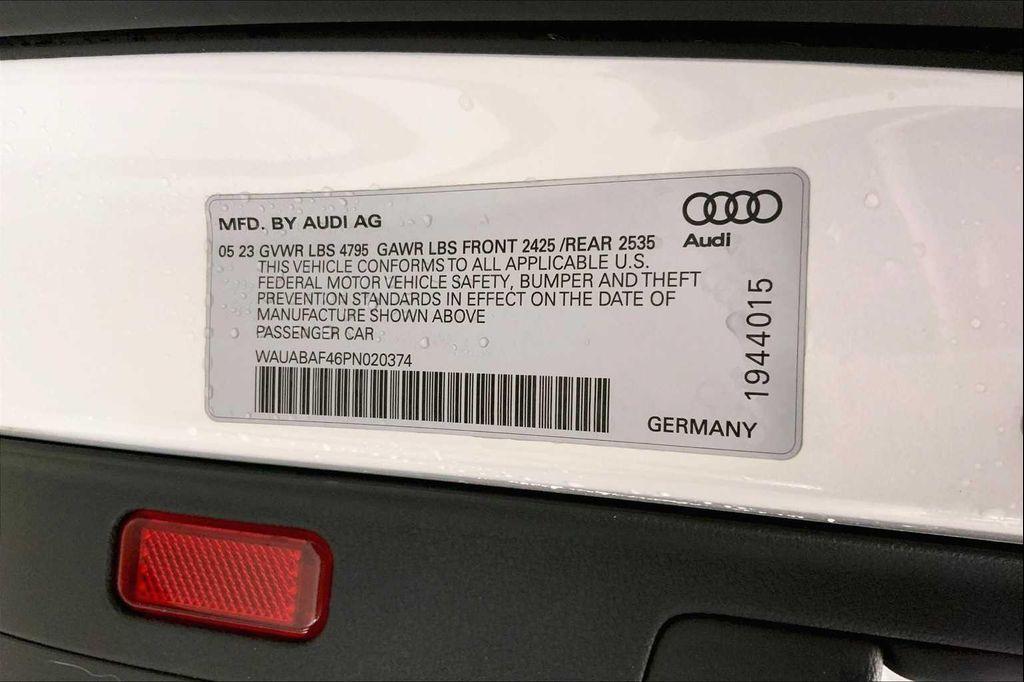 MFD. BY AUDI AG
Audi
05 23 GVWR LBS 4795 GAWR LBS FRONT 2425 /REAR 2535
THIS VEHICLE CONFORMS TO ALL APPLICABLE U.S.
FEDERAL MOTOR VEHICLE SAFETY, BUMPER AND THEFT
PREVENTION STANDARDS IN EFFECT ON THE DATE OF
MANUFACTURE SHOWN ABOVE
PASSENGER CAR
WAUABAF46PN020374
1944015
GERMANY